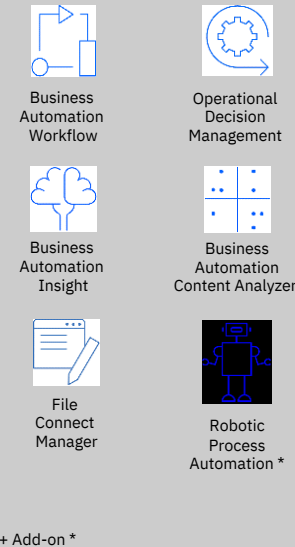 Business
Automation
Workflow
Operational
Decision
Management
Business
Automation
Insight
Business
Automation
Content Analyzer
File
Connect
Manager
Robotic
Process
Automation *
+ Add-on *